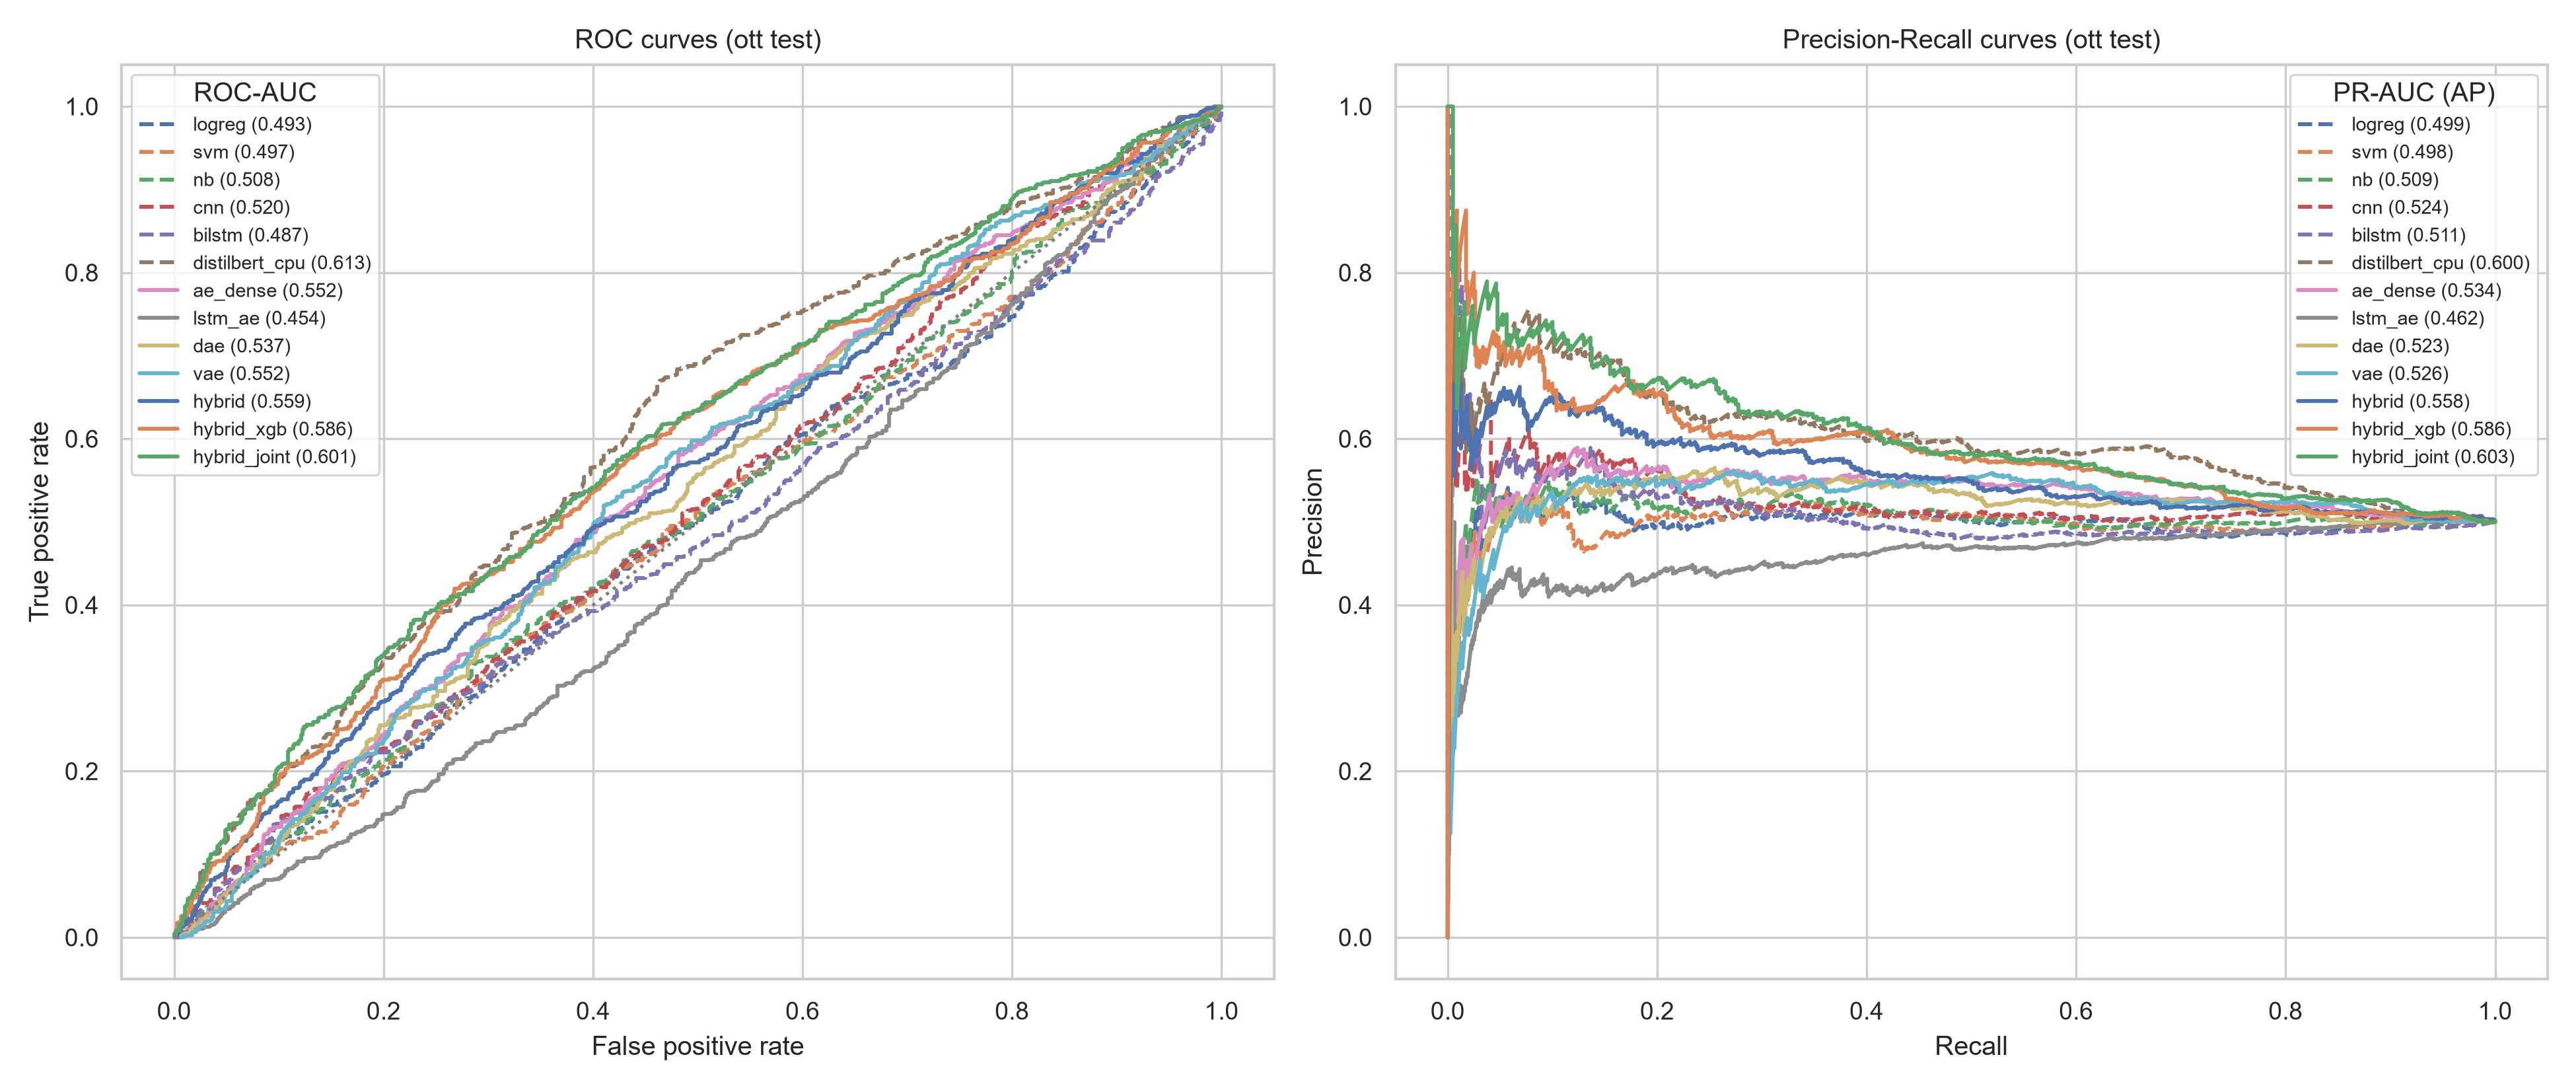 ROC curves (ott test)
ROC-AUC
logreg (0.493)
svm (0.497)
nb (0.508)
cnn (0.520)
bilstm (0.487)
distilbert_cpu (0.613)
ae_dense (0.552)
lstm_ae (0.454)
dae (0.537)
vae (0.552)
hybrid (0.559)
hybrid_xgb (0.586)
hybrid_joint (0.601)
True positive rate
1.0
0.8
0.6
0.4
0.2
0.0
0.0 0.2 0.4 0.6 0.8 1.0
False positive rate
Precision-Recall curves (ott test)
PR-AUC (AP)
logreg (0.499)
svm (0.498)
nb (0.509)
cnn (0.524)
bilstm (0.511)
distilbert_cpu (0.600)
ae_dense (0.534)
lstm_ae (0.462)
dae (0.523)
vae (0.526)
hybrid (0.558)
hybrid_xgb (0.586)
hybrid_joint (0.603)
Precision
1.0
0.8
0.6
0.4
0.2
0.0
0.0 0.2 0.4 0.6 0.8 1.0
Recall